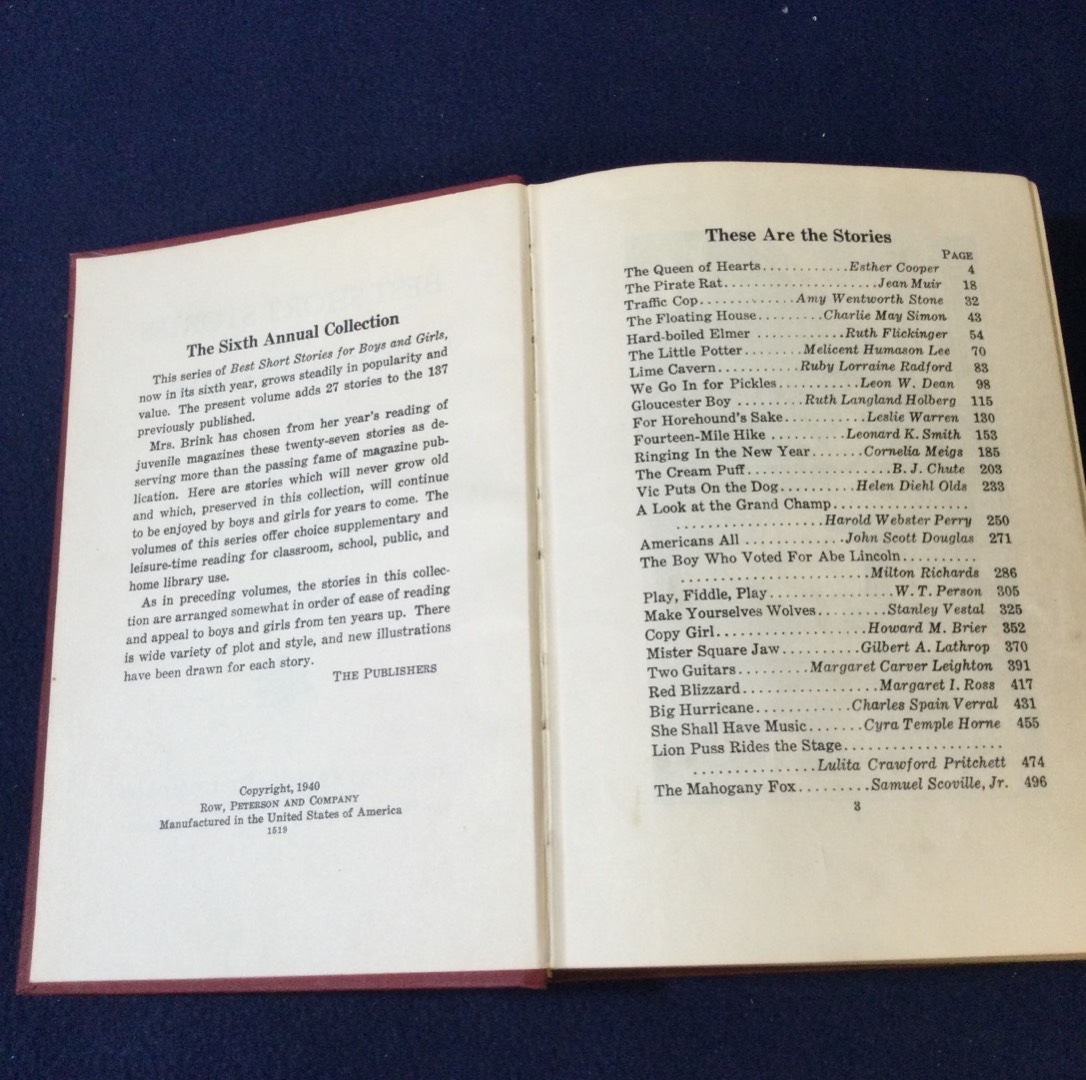 The Sixth Annual Collection
This series of Best Short Stories for Boys and Girls,
now in its sixth year, grows steadily in popularity and
value. The present volume adds 27 stories to the 137
previously published.
Mrs. Brink has chosen from her year's reading of
juvenile magazines these twenty-seven stories as de-
serving more than the passing fame of magazine pub-
lication. Here are stories which will never grow old
and which, preserved in this collection, will continue
to be enjoyed by boys and girls for years to come. The
volumes of this series offer choice supplementary and
leisure-time reading for classroom, school, public, and
home library use.
As in preceding volumes, the stories in this collec-
tion are arranged somewhat in order of ease of reading
and appeal to boys and girls from ten years up. There
is wide variety of plot and style, and new illustrations
have been drawn for each story.
THE PUBLISHERS
Copyright, 1940
ROW, PETERSON AND COMPANY
Manufactured in the United States of America
1519
These Are the Stories
PAGE
The Queen of Hearts............Esther Cooper 4
The Pirate Rat......................Jean Muir 18
Traffic Cop..............Amy Wentworth Stone 32
The Floating House.........Charlie May Simon 43
Hard-boiled Elmer .............Ruth Flickinger 54
The Little Potter........Melicent Humason Lee 70
Lime Cavern...........Ruby Lorraine Radford 83
We Go In for Pickles...........Leon W. Dean 98
Gloucester Boy .........Ruth Langland Holberg 115
For Horehound's Sake...........Leslie Warren 130
Fourteen-Mile Hike ..........Leonard K. Smith 153
Ringing In the New Year.......Cornelia Meigs 185
The Cream Puff....................B. J. Chute 203
Vic Puts On the Dog..........Helen Diehl Olds 233
A Look at the Grand Champ..................
....................Harold Webster Perry 250
Americans All .............John Scott Douglas 271
The Boy Who Voted For Abe Lincoln..........
.........................Milton Richards 286
Play, Fiddle, Play.................W. T. Person 305
Make Yourselves Wolves.........Stanley Vestal 325
Copy Girl.....................Howard M. Brier 352
Mister Square Jaw..........Gilbert A. Lathrop 370
Two Guitars..........Margaret Carver Leighton 391
Red Blizzard...................Margaret I. Ross 417
Big Hurricane.............Charles Spain Verral 431
She Shall Have Music.......Cyra Temple Horne 455
Lion Puss Rides the Stage.....................
................Lulita Crawford Pritchett 474
The Mahogany Fox.........Samuel Scoville, Jr. 496
3